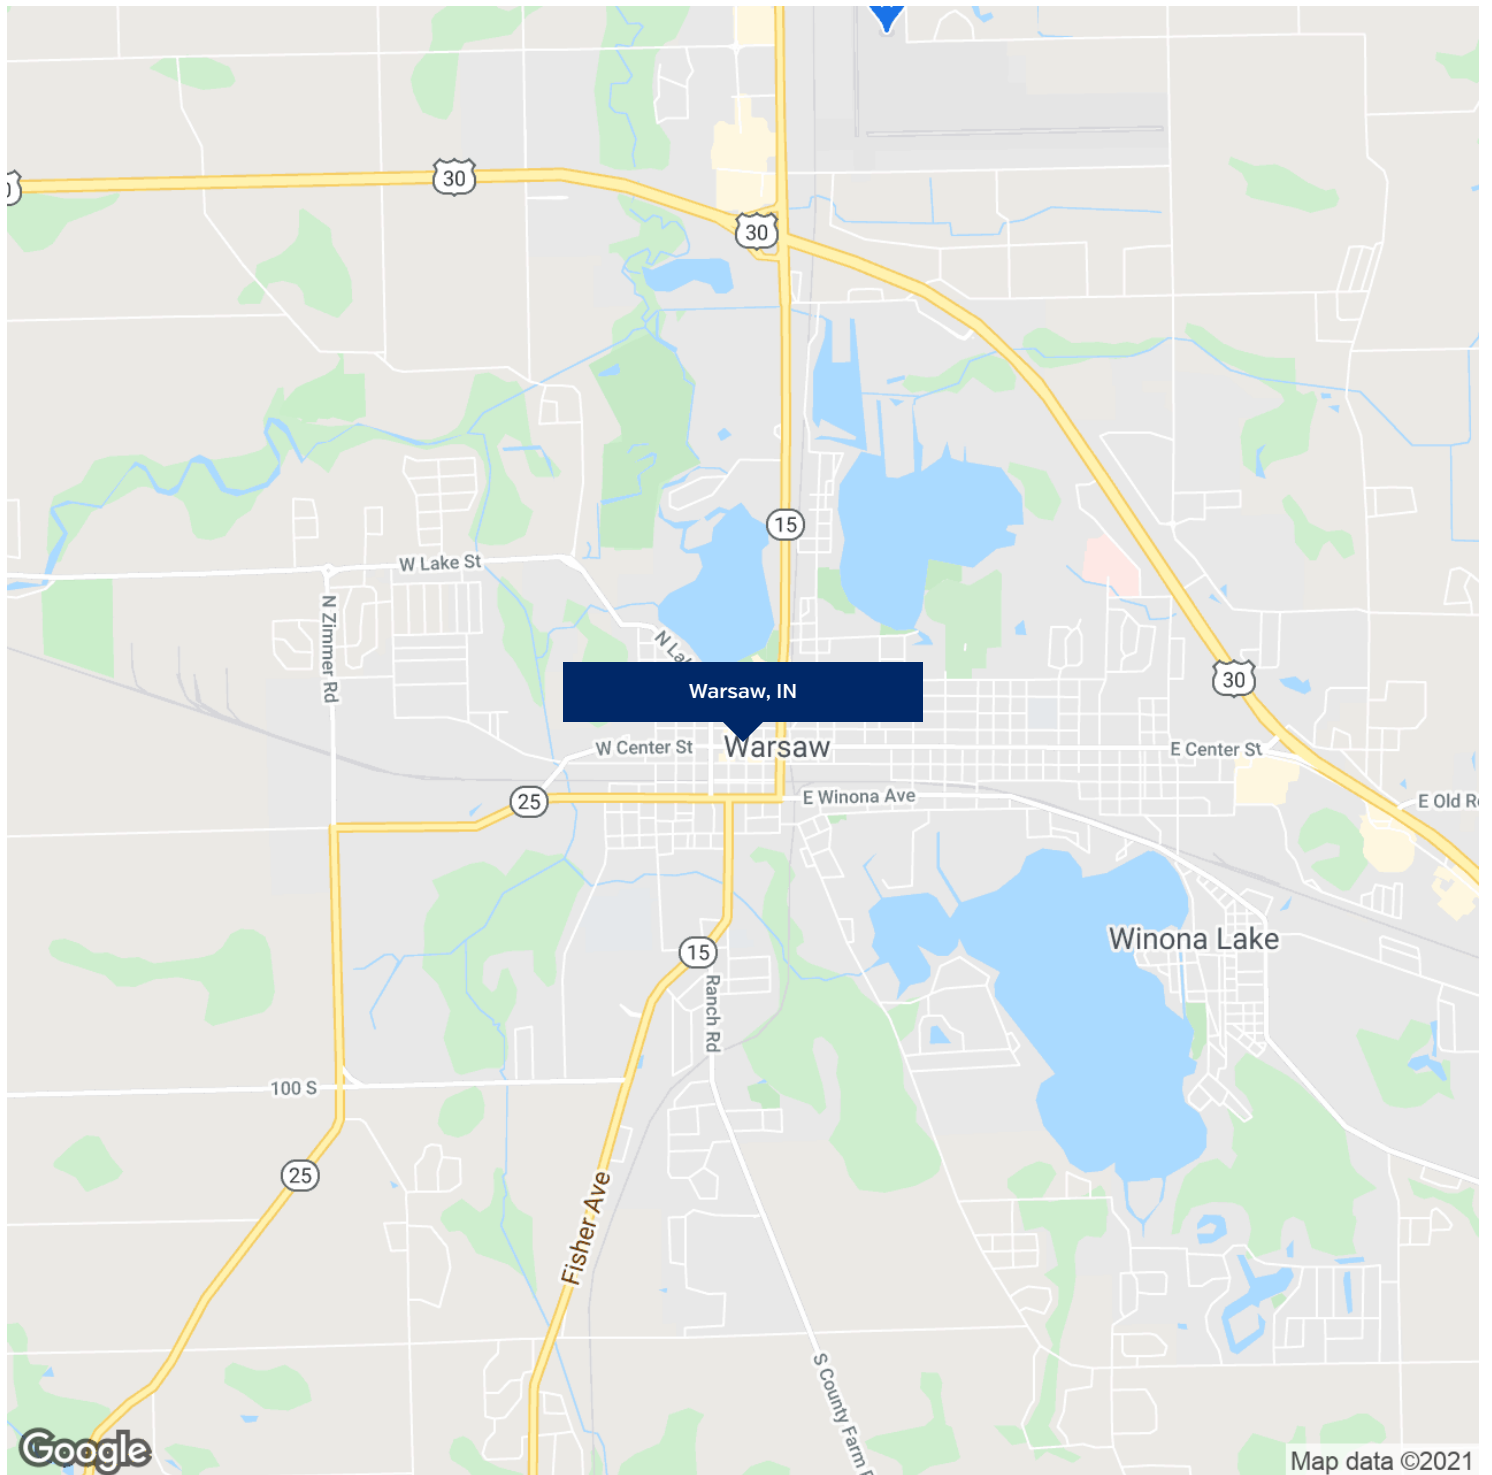 30
30
15
W Lake St
N Zimmer Rd
30
Warsaw, IN
W Center St
Warsaw
E Center St
25
E Winona Ave
E Old
Winona Lake
15
Ranch Rd
100 S
25
Fisher Ave
S County Farm
Google
Map data ©2021